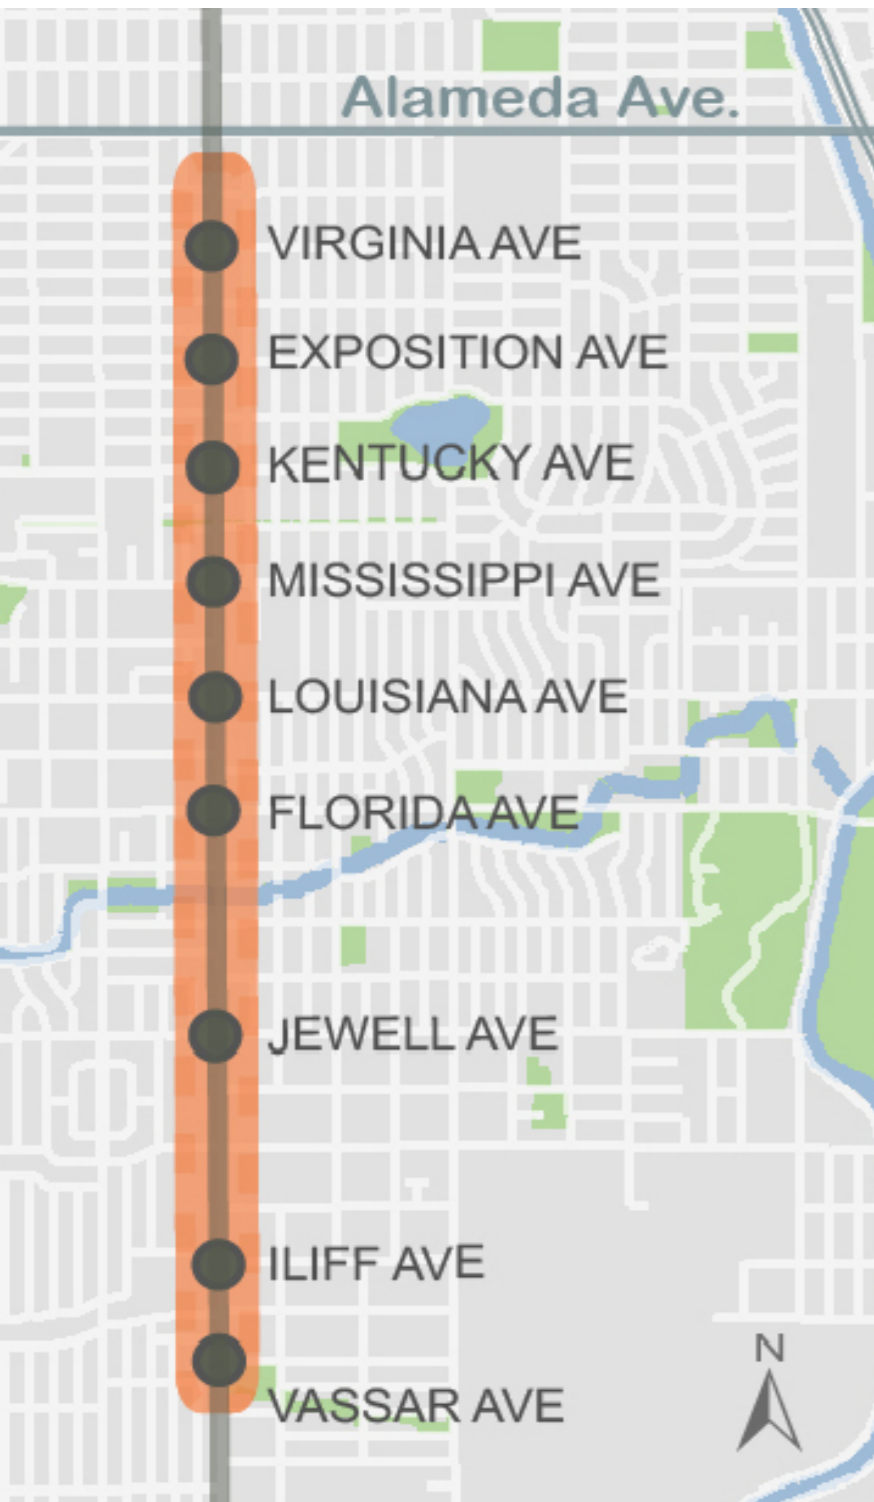 Alameda Ave.
VIRGINIA AVE
EXPOSITION AVE
KENTUCKY AVE
MISSISSIPPI AVE
LOUISIANA AVE
FLORIDA AVE
JEWELL AVE
ILIFF AVE
N
VASSAR AVE